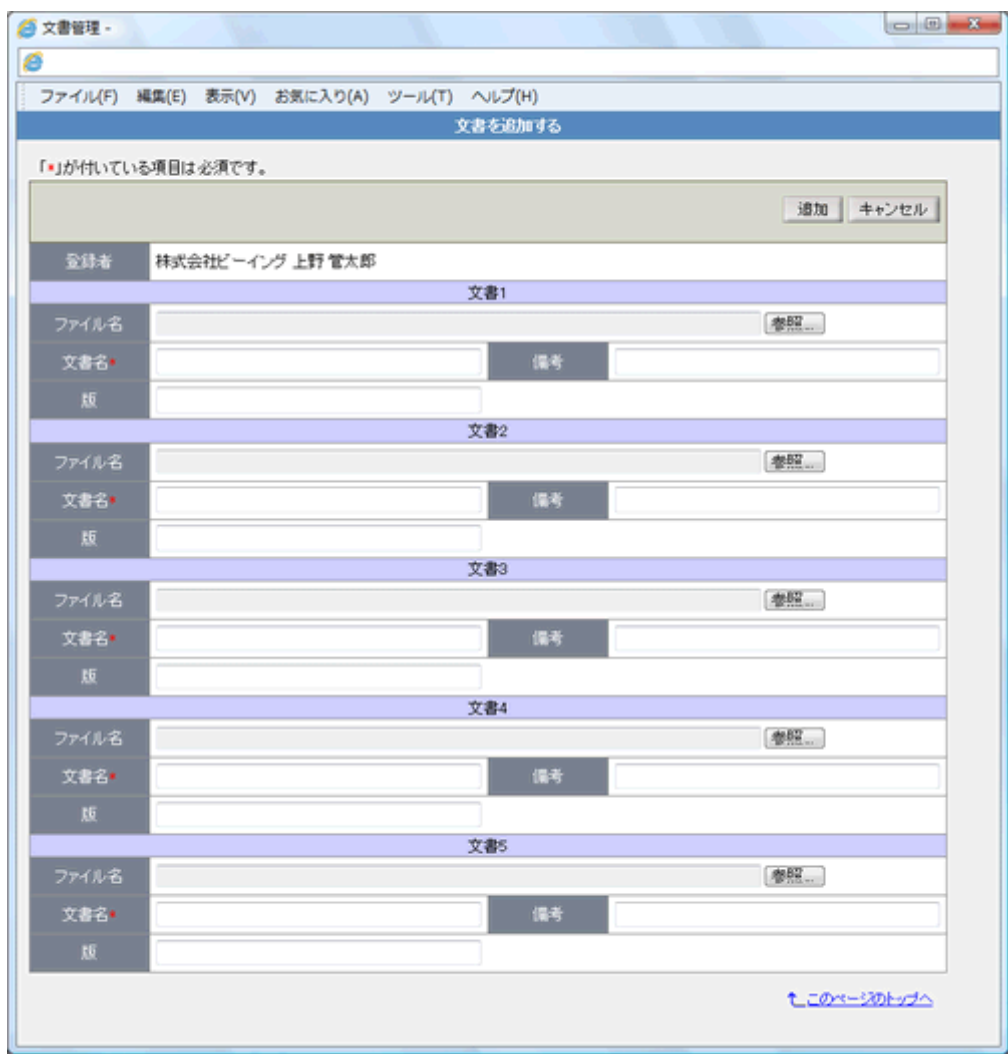 文書管理 -
ファイル(F) 編集(E) 表示(V) お気に入り(A) ツール(T) ヘルプ(H)
文書を追加する
「*」が付いている項目は必須です。
追加 キャンセル
登録者 株式会社ビーイング 上野 管太郎
文書1
ファイル名 参照...
文書名* 備考
版
文書2
ファイル名 参照...
文書名* 備考
版
文書3
ファイル名 参照...
文書名* 備考
版
文書4
ファイル名 参照...
文書名* 備考
版
文書5
ファイル名 参照...
文書名* 備考
版
↑ このページのトップへ